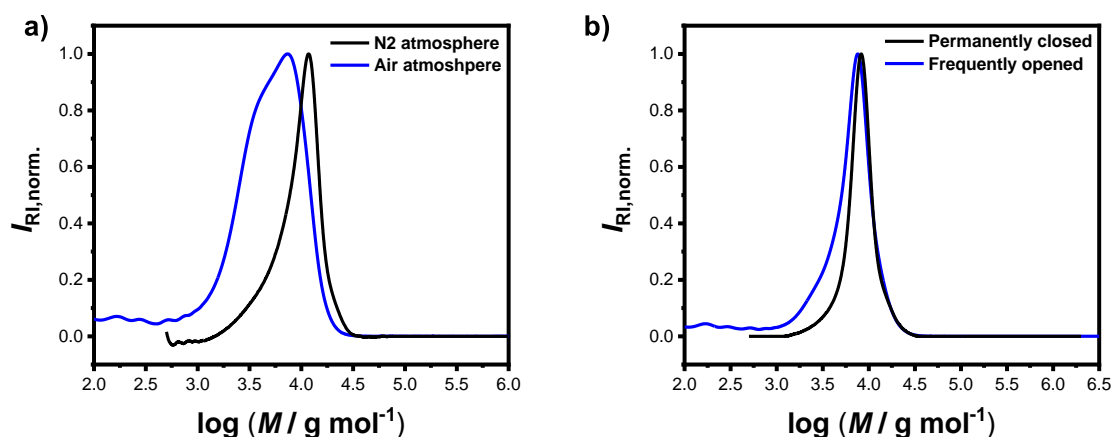 a)
N2 atmosphere
Air atmoshpere
1.0
0.8
0.6
0.4
0.2
0.0
I_RI,norm.
2.0 2.5 3.0 3.5 4.0 4.5 5.0 5.5 6.0
log (M / g mol⁻¹)
b)
Permanently closed
Frequently opened
1.0
0.8
0.6
0.4
0.2
0.0
I_RI,norm.
2.0 2.5 3.0 3.5 4.0 4.5 5.0 5.5 6.0 6.5
log (M / g mol⁻¹)